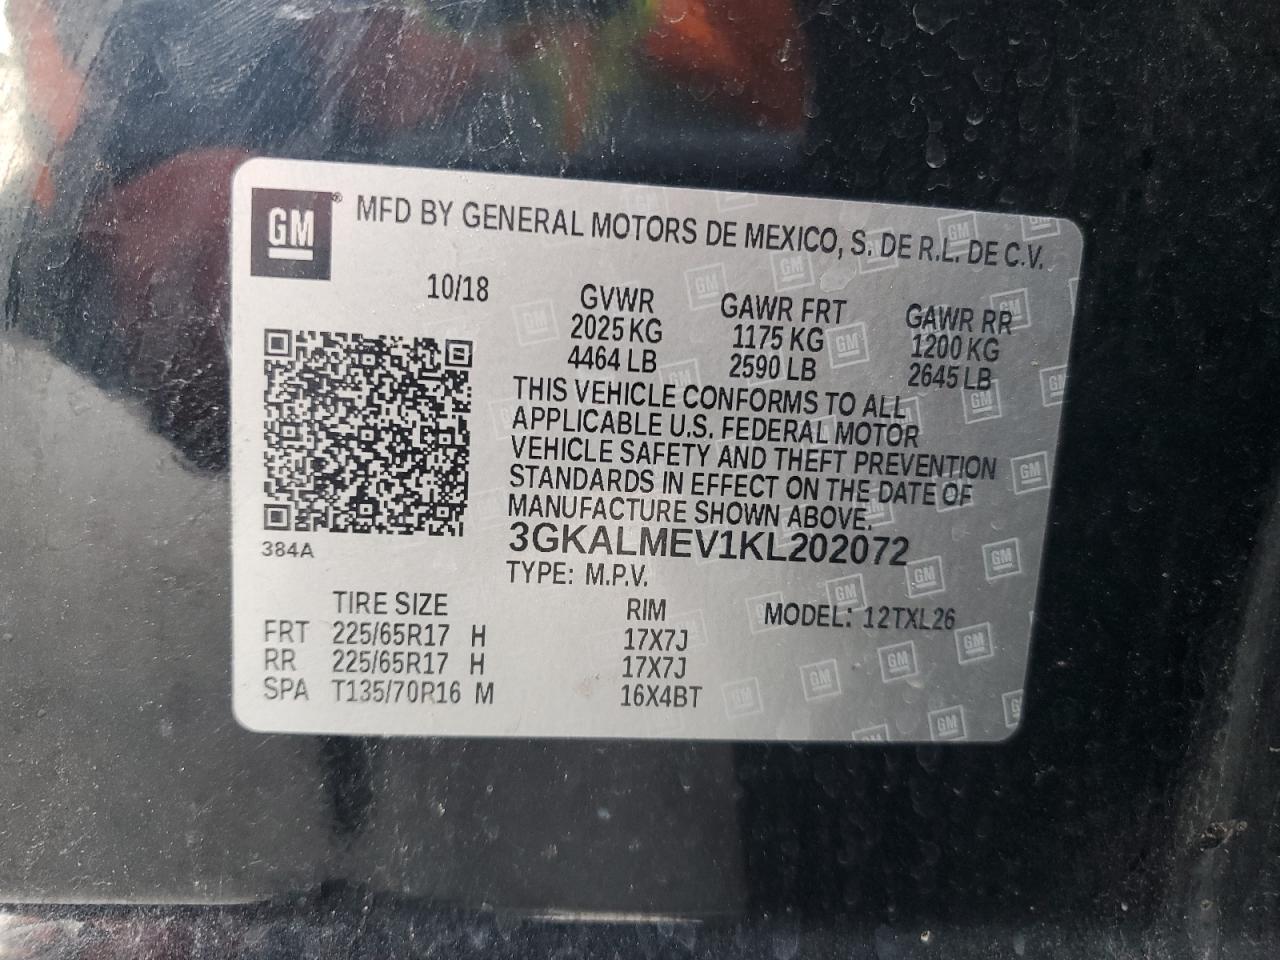 GM
MFD BY GENERAL MOTORS DE MEXICO, S. DE R.L. DE C.V.
10/18
GVWR GAWR FRT GAWR RR
2025 KG 1175 KG 1200 KG
4464 LB 2590 LB 2645 LB
THIS VEHICLE CONFORMS TO ALL
APPLICABLE U.S. FEDERAL MOTOR
VEHICLE SAFETY AND THEFT PREVENTION
STANDARDS IN EFFECT ON THE DATE OF
MANUFACTURE SHOWN ABOVE.
384A
3GKALMEV1KL202072
TYPE: M.P.V.
TIRE SIZE RIM MODEL: 12TXL26
FRT 225/65R17 H 17X7J
RR 225/65R17 H 17X7J
SPA T135/70R16 M 16X4BT